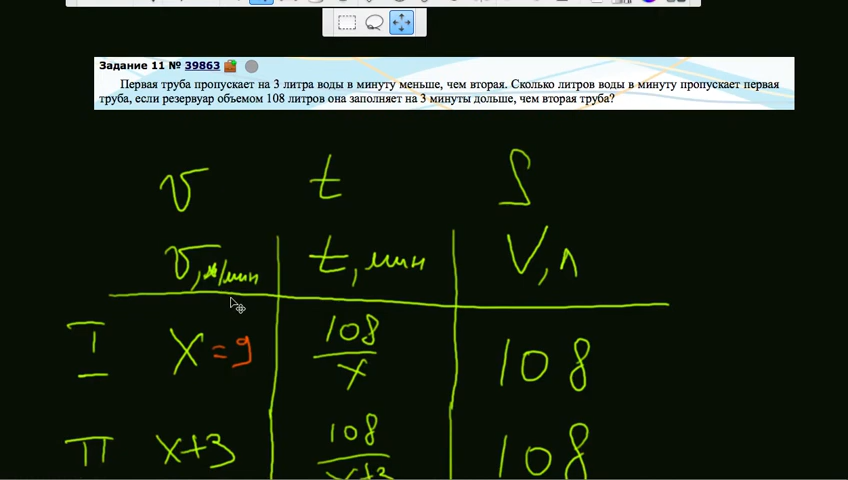 Задание 11 № 39863
Первая труба пропускает на 3 литра воды в минуту меньше, чем вторая. Сколько литров воды в минуту пропускает первая
труба, если резервуар объемом 108 литров она заполняет на 3 минуты дольше, чем вторая труба?
v t S
v, л/мин t, мин V, л
I x = 9 108/x 108
II x+3 108/x+3 108